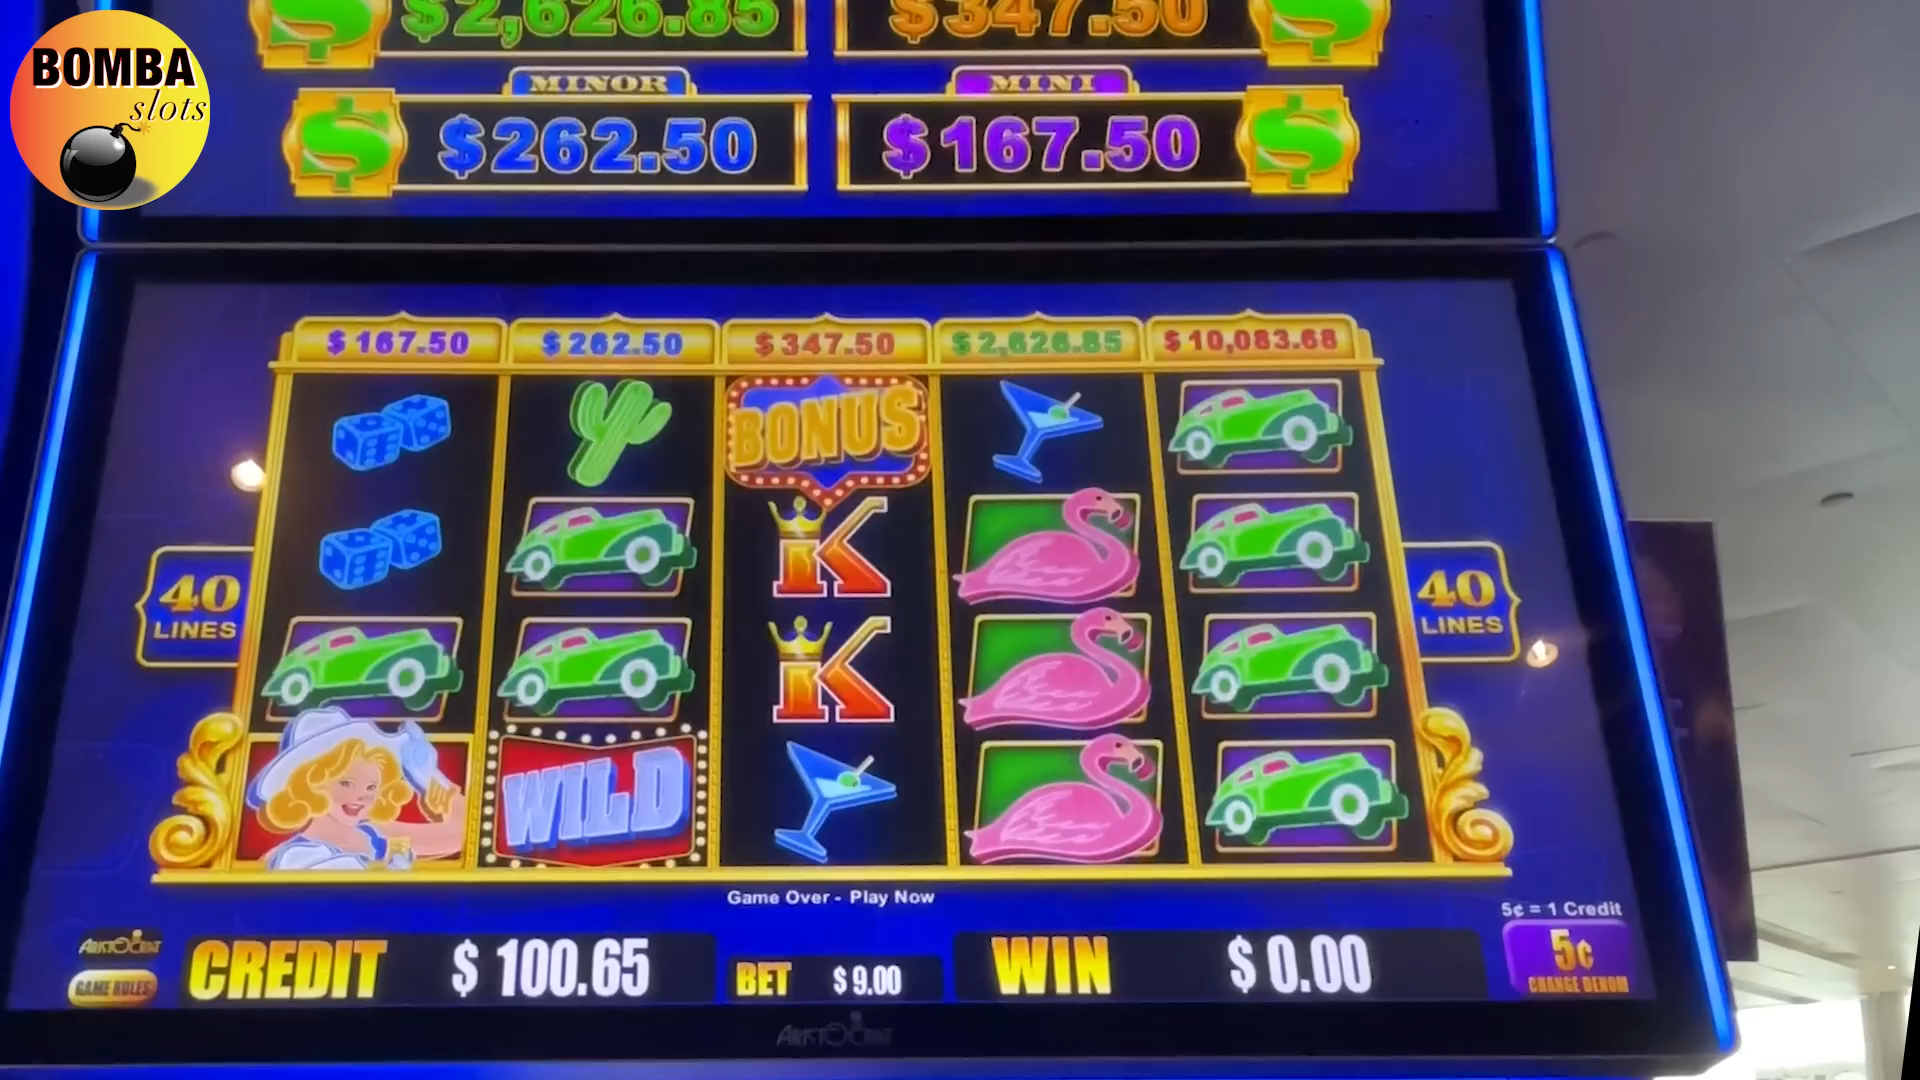 BOMBA
slots
$2,626.85
$347.50
MINOR
MINI
$262.50
$167.50
$167.50
$262.50
$347.50
$2,626.85
$10,083.68
BONUS
K
K
40
LINES
40
LINES
WILD
Game Over - Play Now
5¢ = 1 Credit
ARISTOCRAT
GAME RULES
CREDIT $100.65
BET $9.00
WIN $0.00
5¢
CHANGE DENOM
ARISTOCRAT